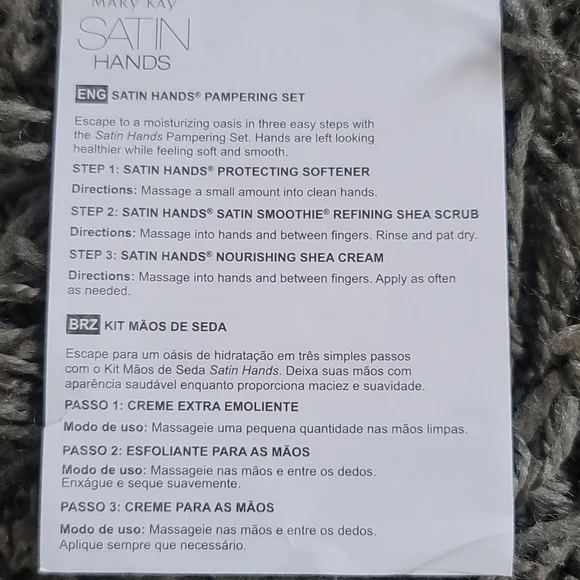 MARY KAY
SATIN
HANDS
ENG SATIN HANDS® PAMPERING SET
Escape to a moisturizing oasis in three easy steps with
the Satin Hands Pampering Set. Hands are left looking
healthier while feeling soft and smooth.
STEP 1: SATIN HANDS® PROTECTING SOFTENER
Directions: Massage a small amount into clean hands.
STEP 2: SATIN HANDS® SATIN SMOOTHIE® REFINING SHEA SCRUB
Directions: Massage into hands and between fingers. Rinse and pat dry.
STEP 3: SATIN HANDS® NOURISHING SHEA CREAM
Directions: Massage into hands and between fingers. Apply as often
as needed.
BRZ KIT MÃOS DE SEDA
Escape para um oásis de hidratação em três simples passos
com o Kit Mãos de Seda Satin Hands. Deixa suas mãos com
aparência saudável enquanto proporciona maciez e suavidade.
PASSO 1: CREME EXTRA EMOLIENTE
Modo de uso: Massageie uma pequena quantidade nas mãos limpas.
PASSO 2: ESFOLIANTE PARA AS MÃOS
Modo de uso: Massageie nas mãos e entre os dedos.
Enxágue e seque suavemente.
PASSO 3: CREME PARA AS MÃOS
Modo de uso: Massageie nas mãos e entre os dedos.
Aplique sempre que necessário.